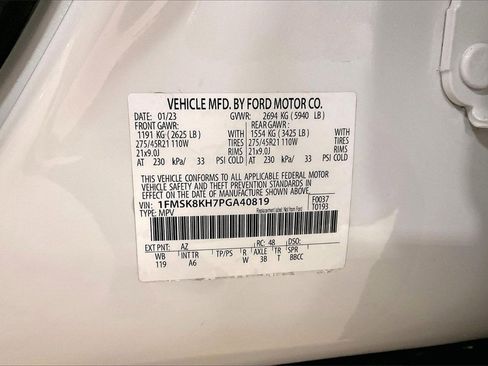 VEHICLE MFD. BY FORD MOTOR CO.
DATE: 01/23 GVWR: 2694 KG ( 5940 LB )
FRONT GAWR: REAR GAWR:
1191 KG ( 2625 LB ) WITH 1554 KG ( 3425 LB ) WITH
275/45R21 110W TIRES 275/45R21 110W TIRES
21x9.0J RIMS 21x9.0J RIMS
AT 230 kPa/ 33 PSI COLD AT 230 kPa/ 33 PSI COLD
THIS VEHICLE CONFORMS TO ALL APPLICABLE FEDERAL MOTOR
VEHICLE SAFETY AND THEFT PREVENTION STANDARDS IN
EFFECT ON THE DATE OF MANUFACTURE SHOWN ABOVE.
VIN: 1FMSK8KH7PGA40819 F0037
TYPE: MPV Replacement label: Not from Ford T0193
EXT PNT: AZ RC: 48 DSO:
WB INT TR TP/PS R AXLE TR SPR
119 A6 W 38 T BBCC